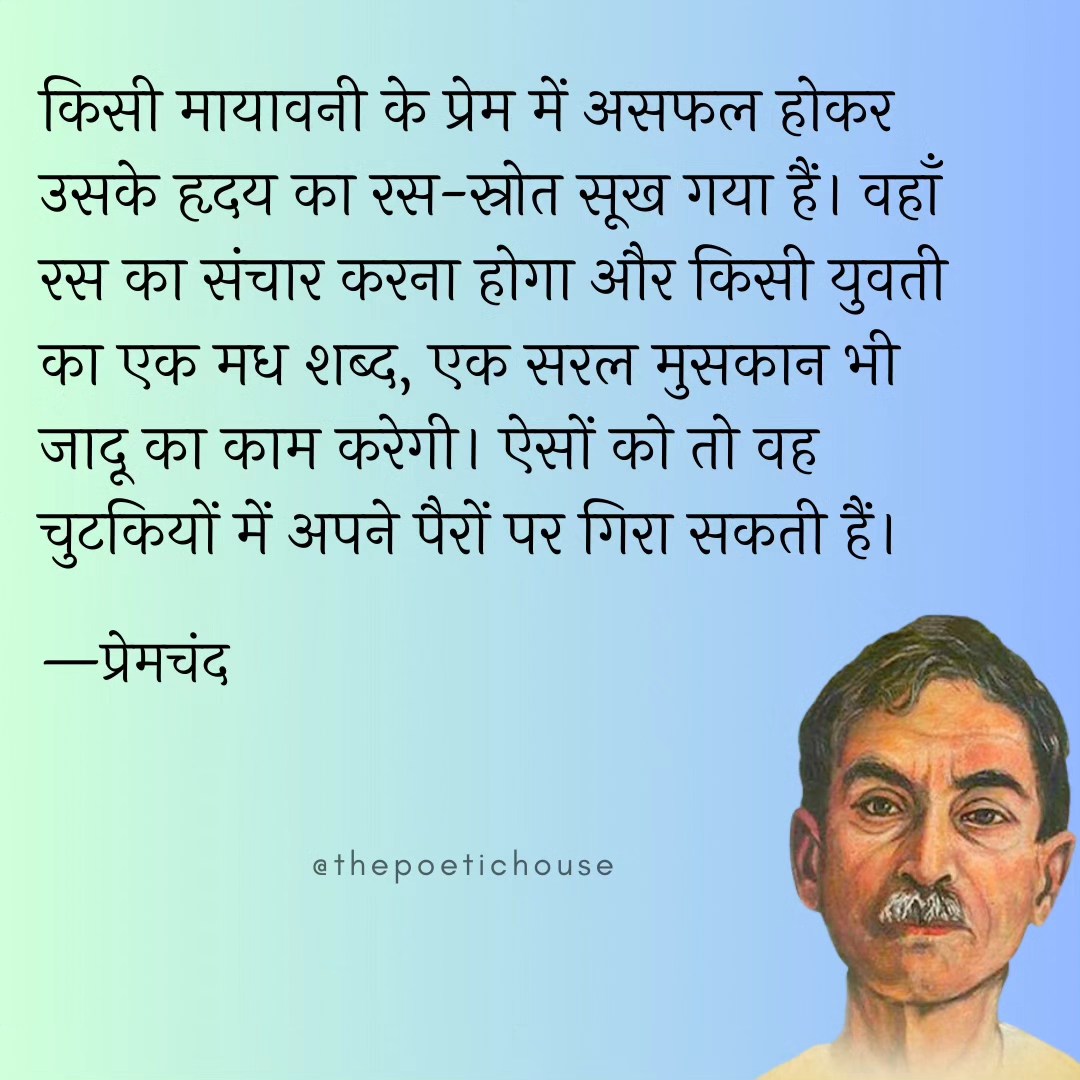 किसी मायावनी के प्रेम में असफल होकर
उसके हृदय का रस-स्रोत सूख गया हैं। वहाँ
रस का संचार करना होगा और किसी युवती
का एक मध शब्द, एक सरल मुसकान भी
जादू का काम करेगी। ऐसों को तो वह
चुटकियों में अपने पैरों पर गिरा सकती हैं।
—प्रेमचंद
@thepoetichouse